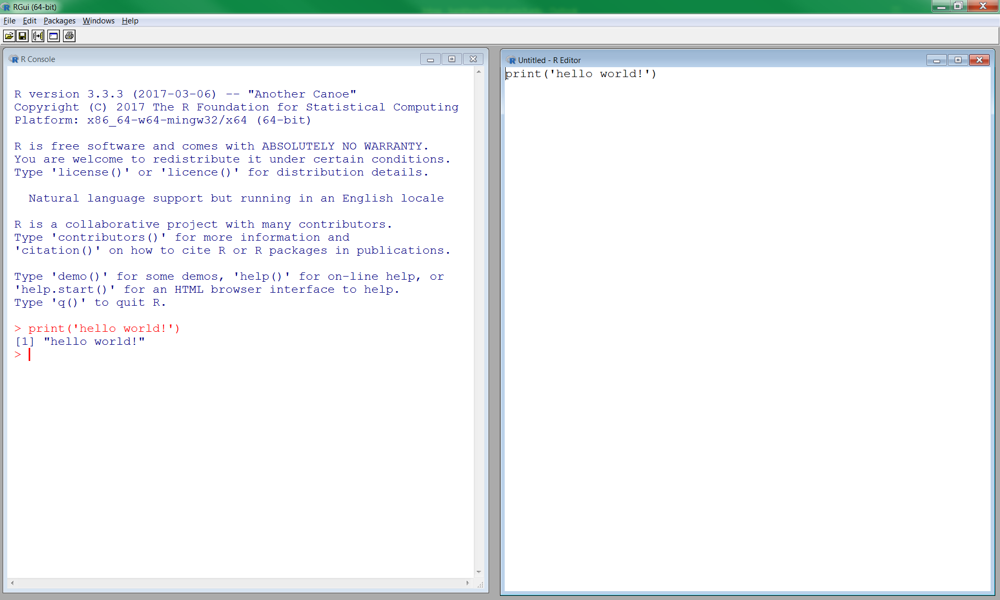 RGui (64-bit)
File Edit Packages Windows Help
R Console
R version 3.3.3 (2017-03-06) -- "Another Canoe"
Copyright (C) 2017 The R Foundation for Statistical Computing
Platform: x86_64-w64-mingw32/x64 (64-bit)
R is free software and comes with ABSOLUTELY NO WARRANTY.
You are welcome to redistribute it under certain conditions.
Type 'license()' or 'licence()' for distribution details.
Natural language support but running in an English locale
R is a collaborative project with many contributors.
Type 'contributors()' for more information and
'citation()' on how to cite R or R packages in publications.
Type 'demo()' for some demos, 'help()' for on-line help, or
'help.start()' for an HTML browser interface to help.
Type 'q()' to quit R.
> print('hello world!')
[1] "hello world!"
>
Untitled - R Editor
print('hello world!')